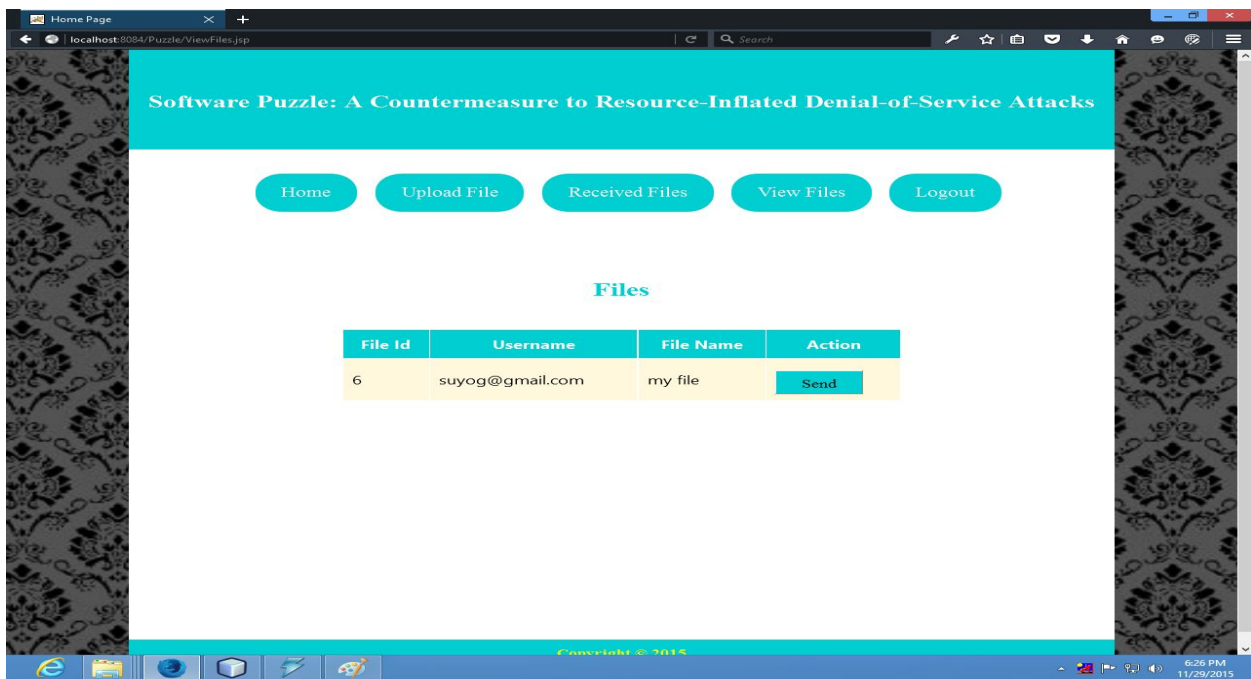 Home Page
localhost:8084/Puzzle/ViewFiles.jsp
Search
Software Puzzle: A Countermeasure to Resource-Inflated Denial-of-Service Attacks
Home Upload File Received Files View Files Logout
Files
File Id Username File Name Action
6 suyog@gmail.com my file Send
Copyright © 2015
6:26 PM
11/29/2015